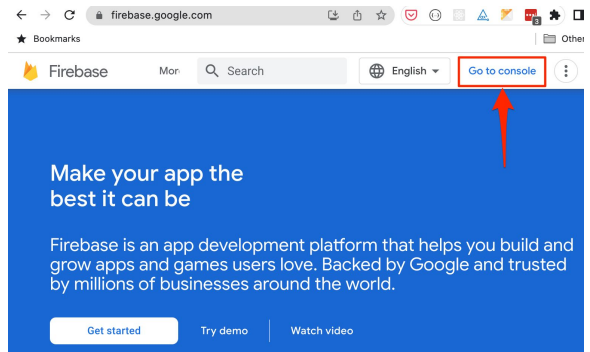 firebase.google.com
3
Bookmarks
Other
Firebase
Mor
Search
English
Go to console
Make your app the
best it can be
Firebase is an app development platform that helps you build and
grow apps and games users love. Backed by Google and trusted
by millions of businesses around the world.
Get started
Try demo
Watch video